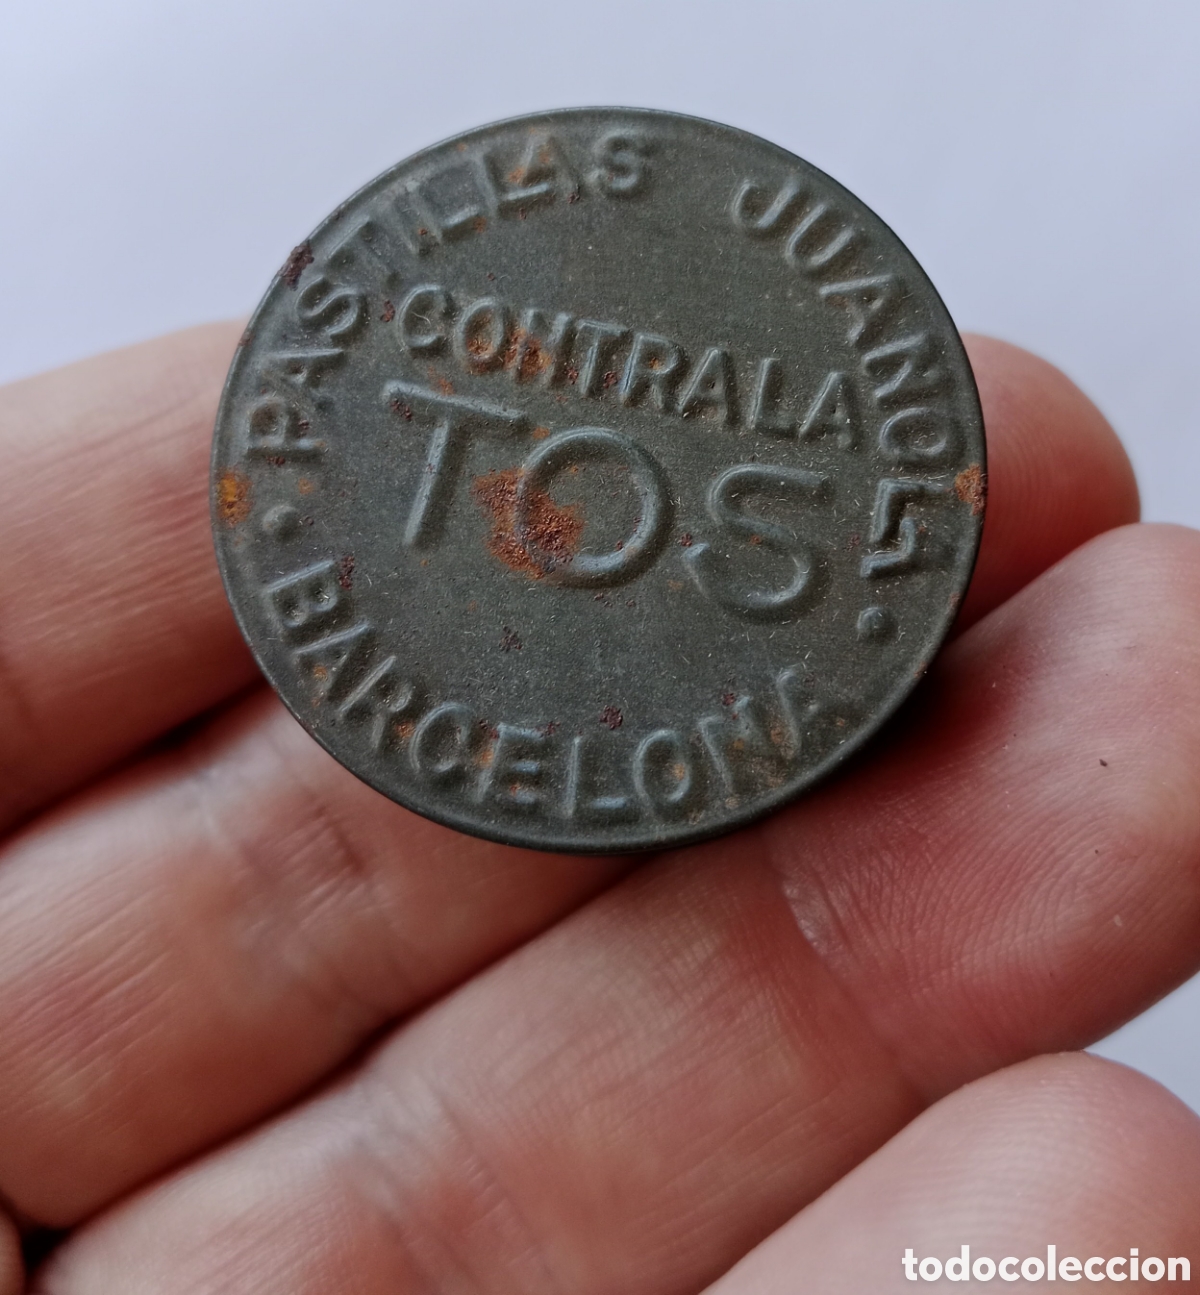 · PASTILLAS JUANOLA ·
CONTRA LA
TOS
BARCELONA
todocoleccion